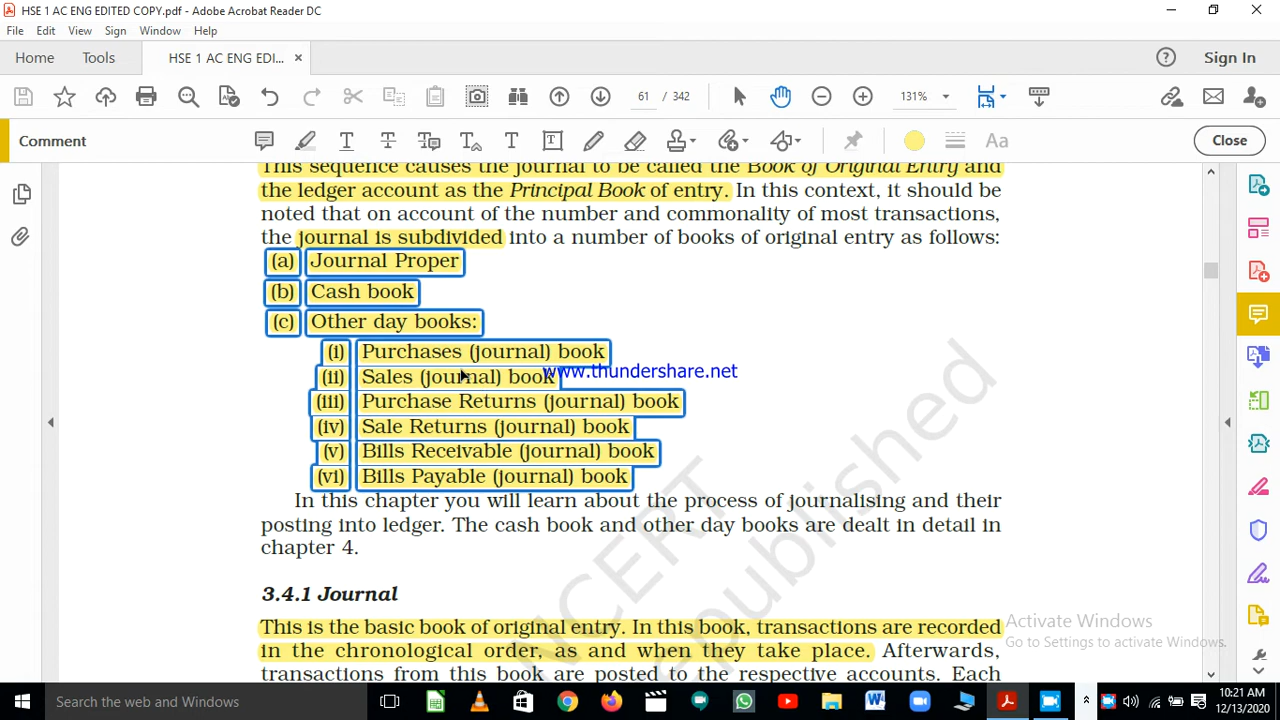 HSE 1 AC ENG EDITED COPY.pdf - Adobe Acrobat Reader DC
File Edit View Sign Window Help
Home Tools HSE 1 AC ENG EDI... × Sign In
61 / 342 131%
Comment Close
This sequence causes the journal to be called the Book of Original Entry and
the ledger account as the Principal Book of entry. In this context, it should be
noted that on account of the number and commonality of most transactions,
the journal is subdivided into a number of books of original entry as follows:
(a) Journal Proper
(b) Cash book
(c) Other day books:
(i) Purchases (journal) book
www.thundershare.net
(ii) Sales (journal) book
(iii) Purchase Returns (journal) book
(iv) Sale Returns (journal) book
(v) Bills Receivable (journal) book
(vi) Bills Payable (journal) book
In this chapter you will learn about the process of journalising and their
posting into ledger. The cash book and other day books are dealt in detail in
chapter 4.
3.4.1 Journal
This is the basic book of original entry. In this book, transactions are recorded
in the chronological order, as and when they take place. Afterwards,
transactions from this book are posted to the respective accounts. Each
NCERT
republished
Activate Windows
Go to Settings to activate Windows.
Search the web and Windows
10:21 AM
12/13/2020